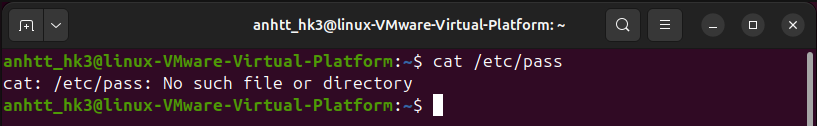 anhtt_hk3@linux-VMware-Virtual-Platform: ~
anhtt_hk3@linux-VMware-Virtual-Platform:~$ cat /etc/pass
cat: /etc/pass: No such file or directory
anhtt_hk3@linux-VMware-Virtual-Platform:~$